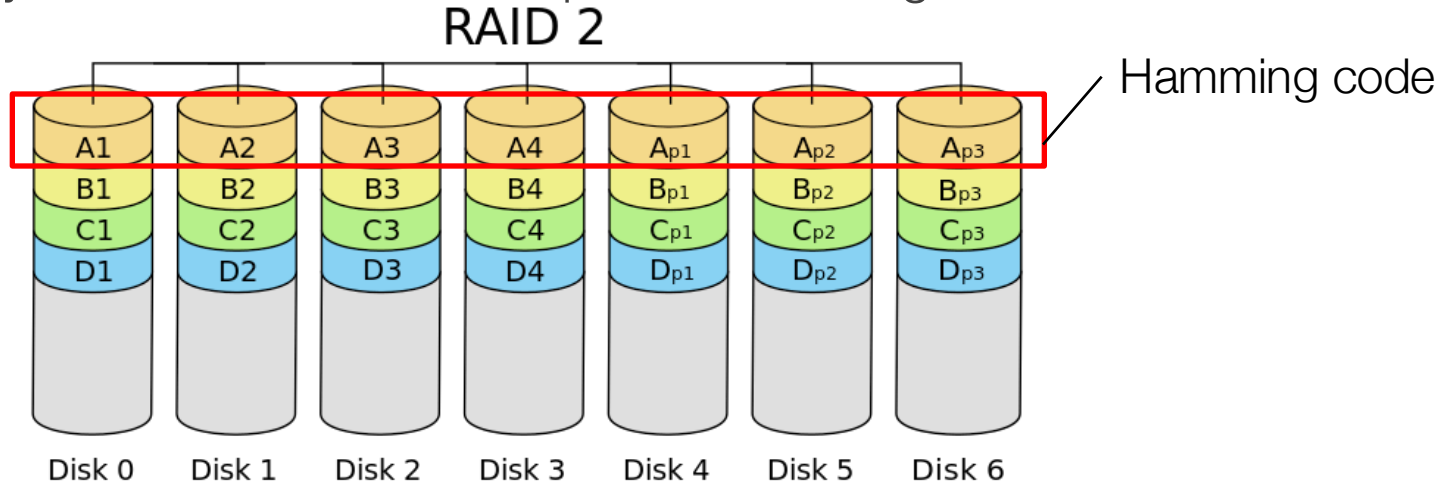 RAID 2
Hamming code
A1 A2 A3 A4 Ap1 Ap2 Ap3
B1 B2 B3 B4 Bp1 Bp2 Bp3
C1 C2 C3 C4 Cp1 Cp2 Cp3
D1 D2 D3 D4 Dp1 Dp2 Dp3
Disk 0 Disk 1 Disk 2 Disk 3 Disk 4 Disk 5 Disk 6